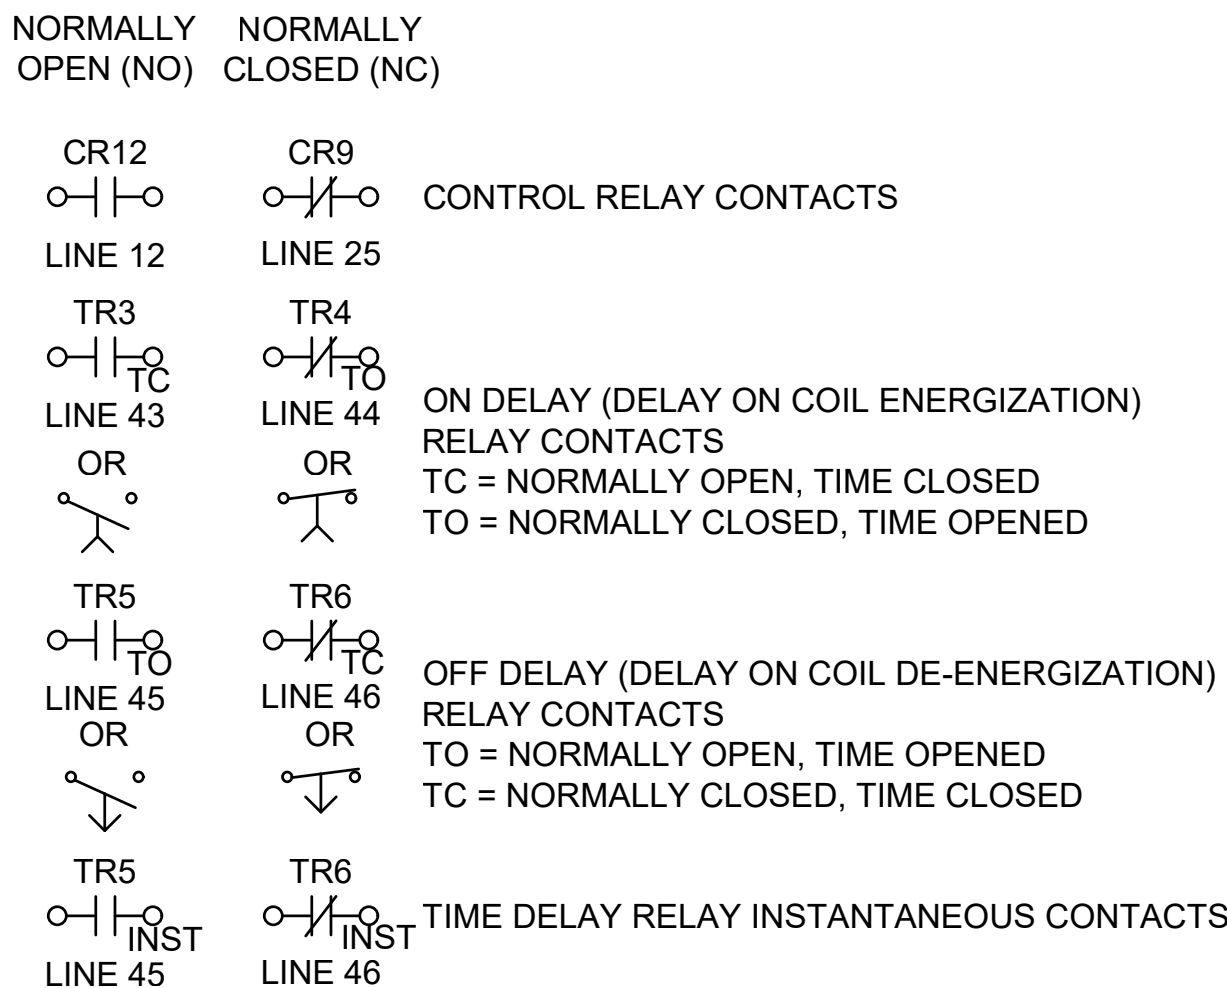 NORMALLY NORMALLY
OPEN (NO) CLOSED (NC)
CR12 CR9
CONTROL RELAY CONTACTS
LINE 12 LINE 25
TR3 TR4
TC TO
LINE 43 LINE 44
ON DELAY (DELAY ON COIL ENERGIZATION)
RELAY CONTACTS
OR OR
TC = NORMALLY OPEN, TIME CLOSED
TO = NORMALLY CLOSED, TIME OPENED
TR5 TR6
TO TC
LINE 45 LINE 46
OFF DELAY (DELAY ON COIL DE-ENERGIZATION)
RELAY CONTACTS
OR OR
TO = NORMALLY OPEN, TIME OPENED
TC = NORMALLY CLOSED, TIME CLOSED
TR5 TR6
INST INST TIME DELAY RELAY INSTANTANEOUS CONTACTS
LINE 45 LINE 46